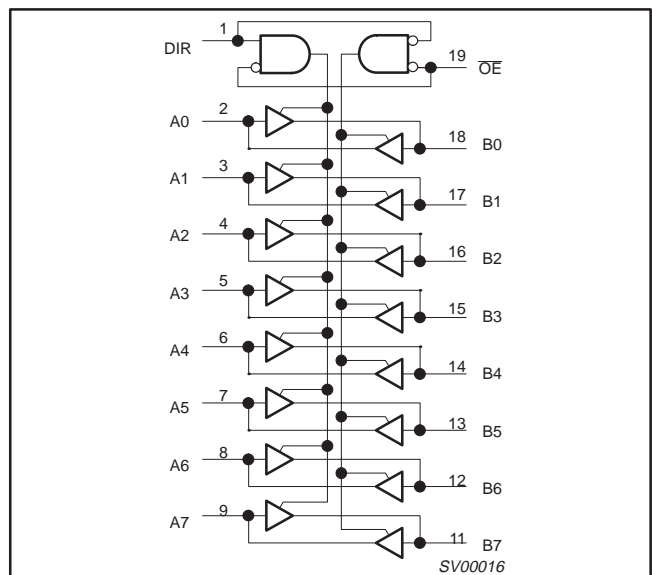 DIR 1
19 OE
A0 2
18 B0
A1 3
17 B1
A2 4
16 B2
A3 5
15 B3
A4 6
14 B4
A5 7
13 B5
A6 8
12 B6
A7 9
11 B7
SV00016